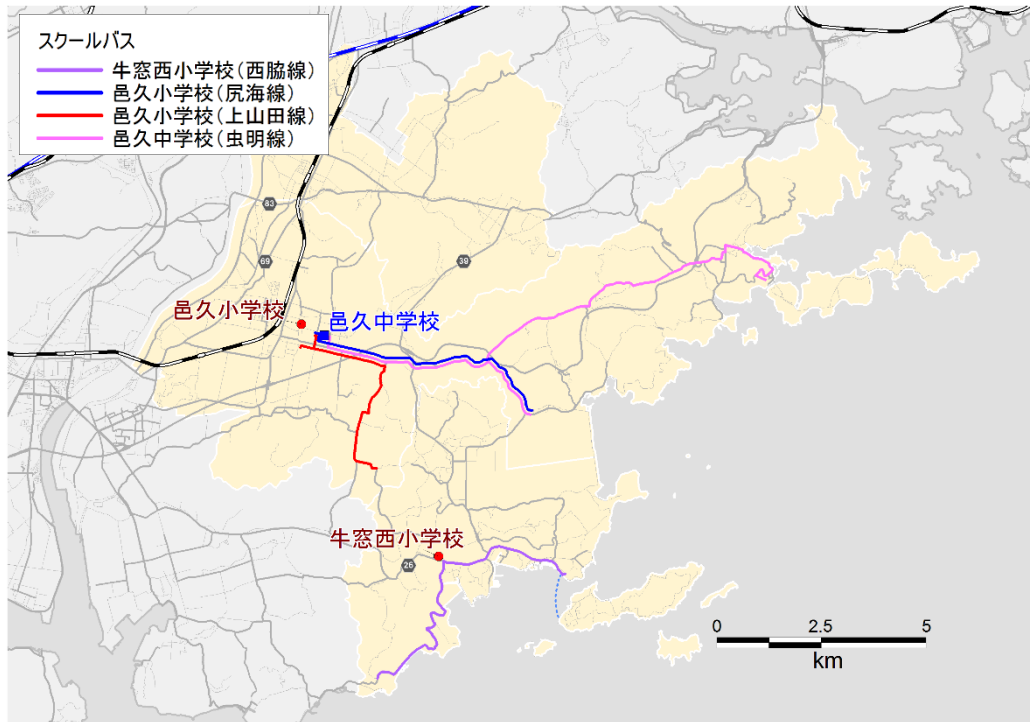 スクールバス
牛窓西小学校(西脇線)
邑久小学校(尻海線)
邑久小学校(上山田線)
邑久中学校(虫明線)
83
69
39
邑久小学校
邑久中学校
牛窓西小学校
26
0 2.5 5
km